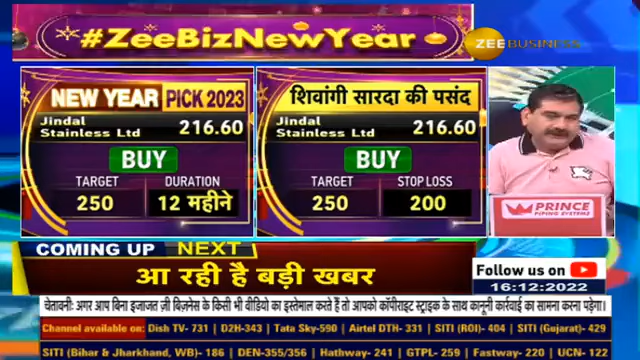 #ZeeBizNewYear
ZEE BUSINESS
NEW YEAR PICK 2023
Jindal
Stainless Ltd 216.60
BUY
TARGET DURATION
250 12 महीने
शिवांगी सारदा की पसंद
Jindal
Stainless Ltd 216.60
BUY
TARGET STOP LOSS
250 200
PRINCE
PIPING SYSTEMS
COMING UP NEXT
आ रही है बड़ी खबर
Follow us on
16:12:2022
चेतावनी: अगर आप बिना इजाजत ज़ी बिज़नेस के किसी भी वीडियो का इस्तेमाल करते हैं तो आपको कॉपीराइट स्ट्राइक के साथ कानूनी कार्रवाई का सामना करना पड़ेगा।
Channel available on: Dish TV- 731 | D2H-343 | Tata Sky-590 | Airtel DTH- 331 | SITI (ROI) - 404 | SITI (Gujarat) - 429
SITI (Bihar & Jharkhand, WB) - 186 | DEN-355/356 | Hathway- 241 | GTPL- 259 | Fastway- 220 | UCN- 122